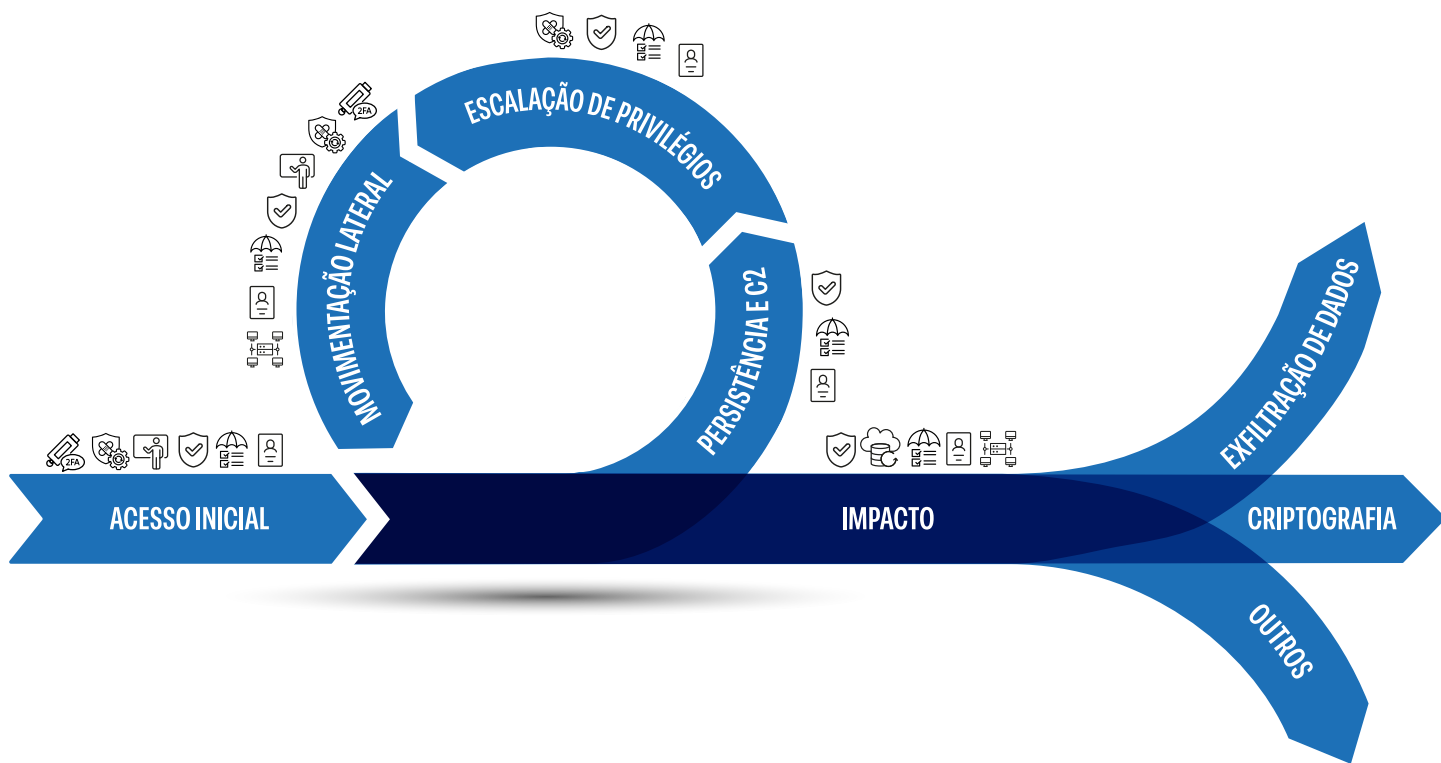 2FA
ESCALAÇÃO DE PRIVILÉGIOS
MOVIMENTAÇÃO LATERAL
PERSISTÊNCIA E C2
2FA
ACESSO INICIAL
IMPACTO
EXFILTRAÇÃO DE DADOS
CRIPTOGRAFIA
OUTROS